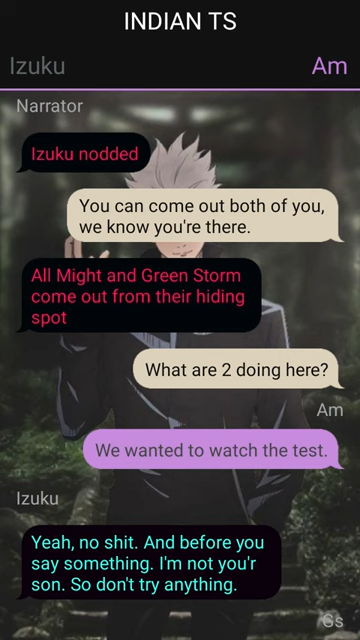 INDIAN TS
Izuku
Am
Narrator
Izuku nodded
You can come out both of you,
we know you're there.
All Might and Green Storm
come out from their hiding
spot
What are 2 doing here?
Am
We wanted to watch the test.
Izuku
Yeah, no shit. And before you
say something. I'm not you'r
son. So don't try anything.
Gs